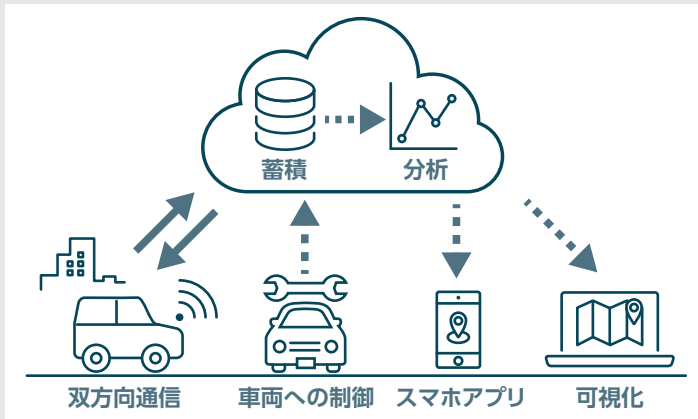 蓄積
分析
双方向通信
車両への制御
スマホアプリ
可視化